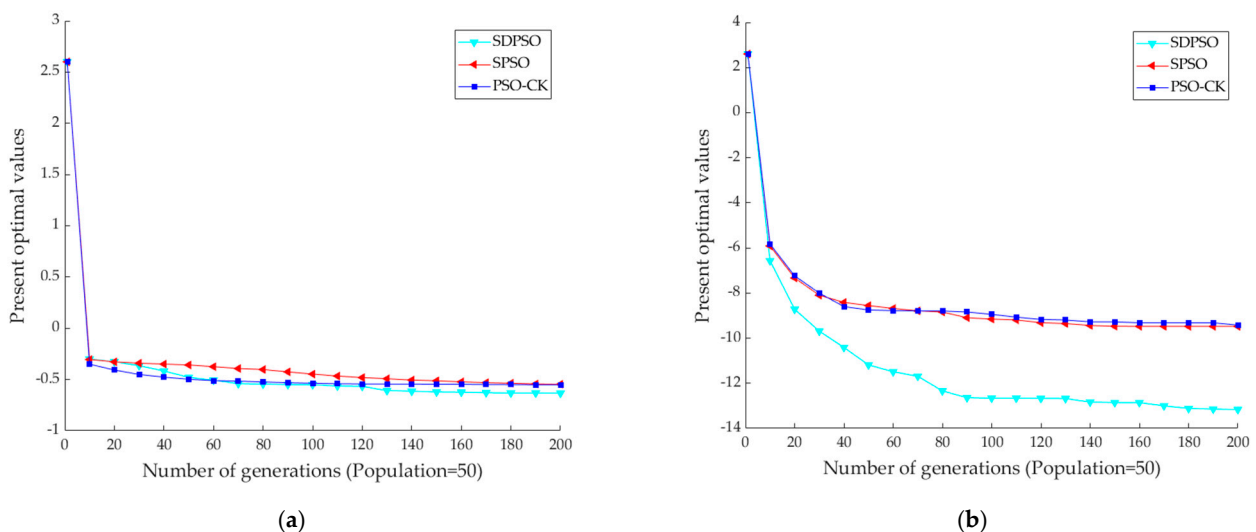 3
2.5
2
1.5
1
0.5
0
-0.5
-1
Present optimal values
0 20 40 60 80 100 120 140 160 180 200
Number of generations (Population=50)
SDPSO
SPSO
PSO-CK
(a)
4
2
0
-2
-4
-6
-8
-10
-12
-14
Present optimal values
0 20 40 60 80 100 120 140 160 180 200
Number of generations (Population=50)
SDPSO
SPSO
PSO-CK
(b)